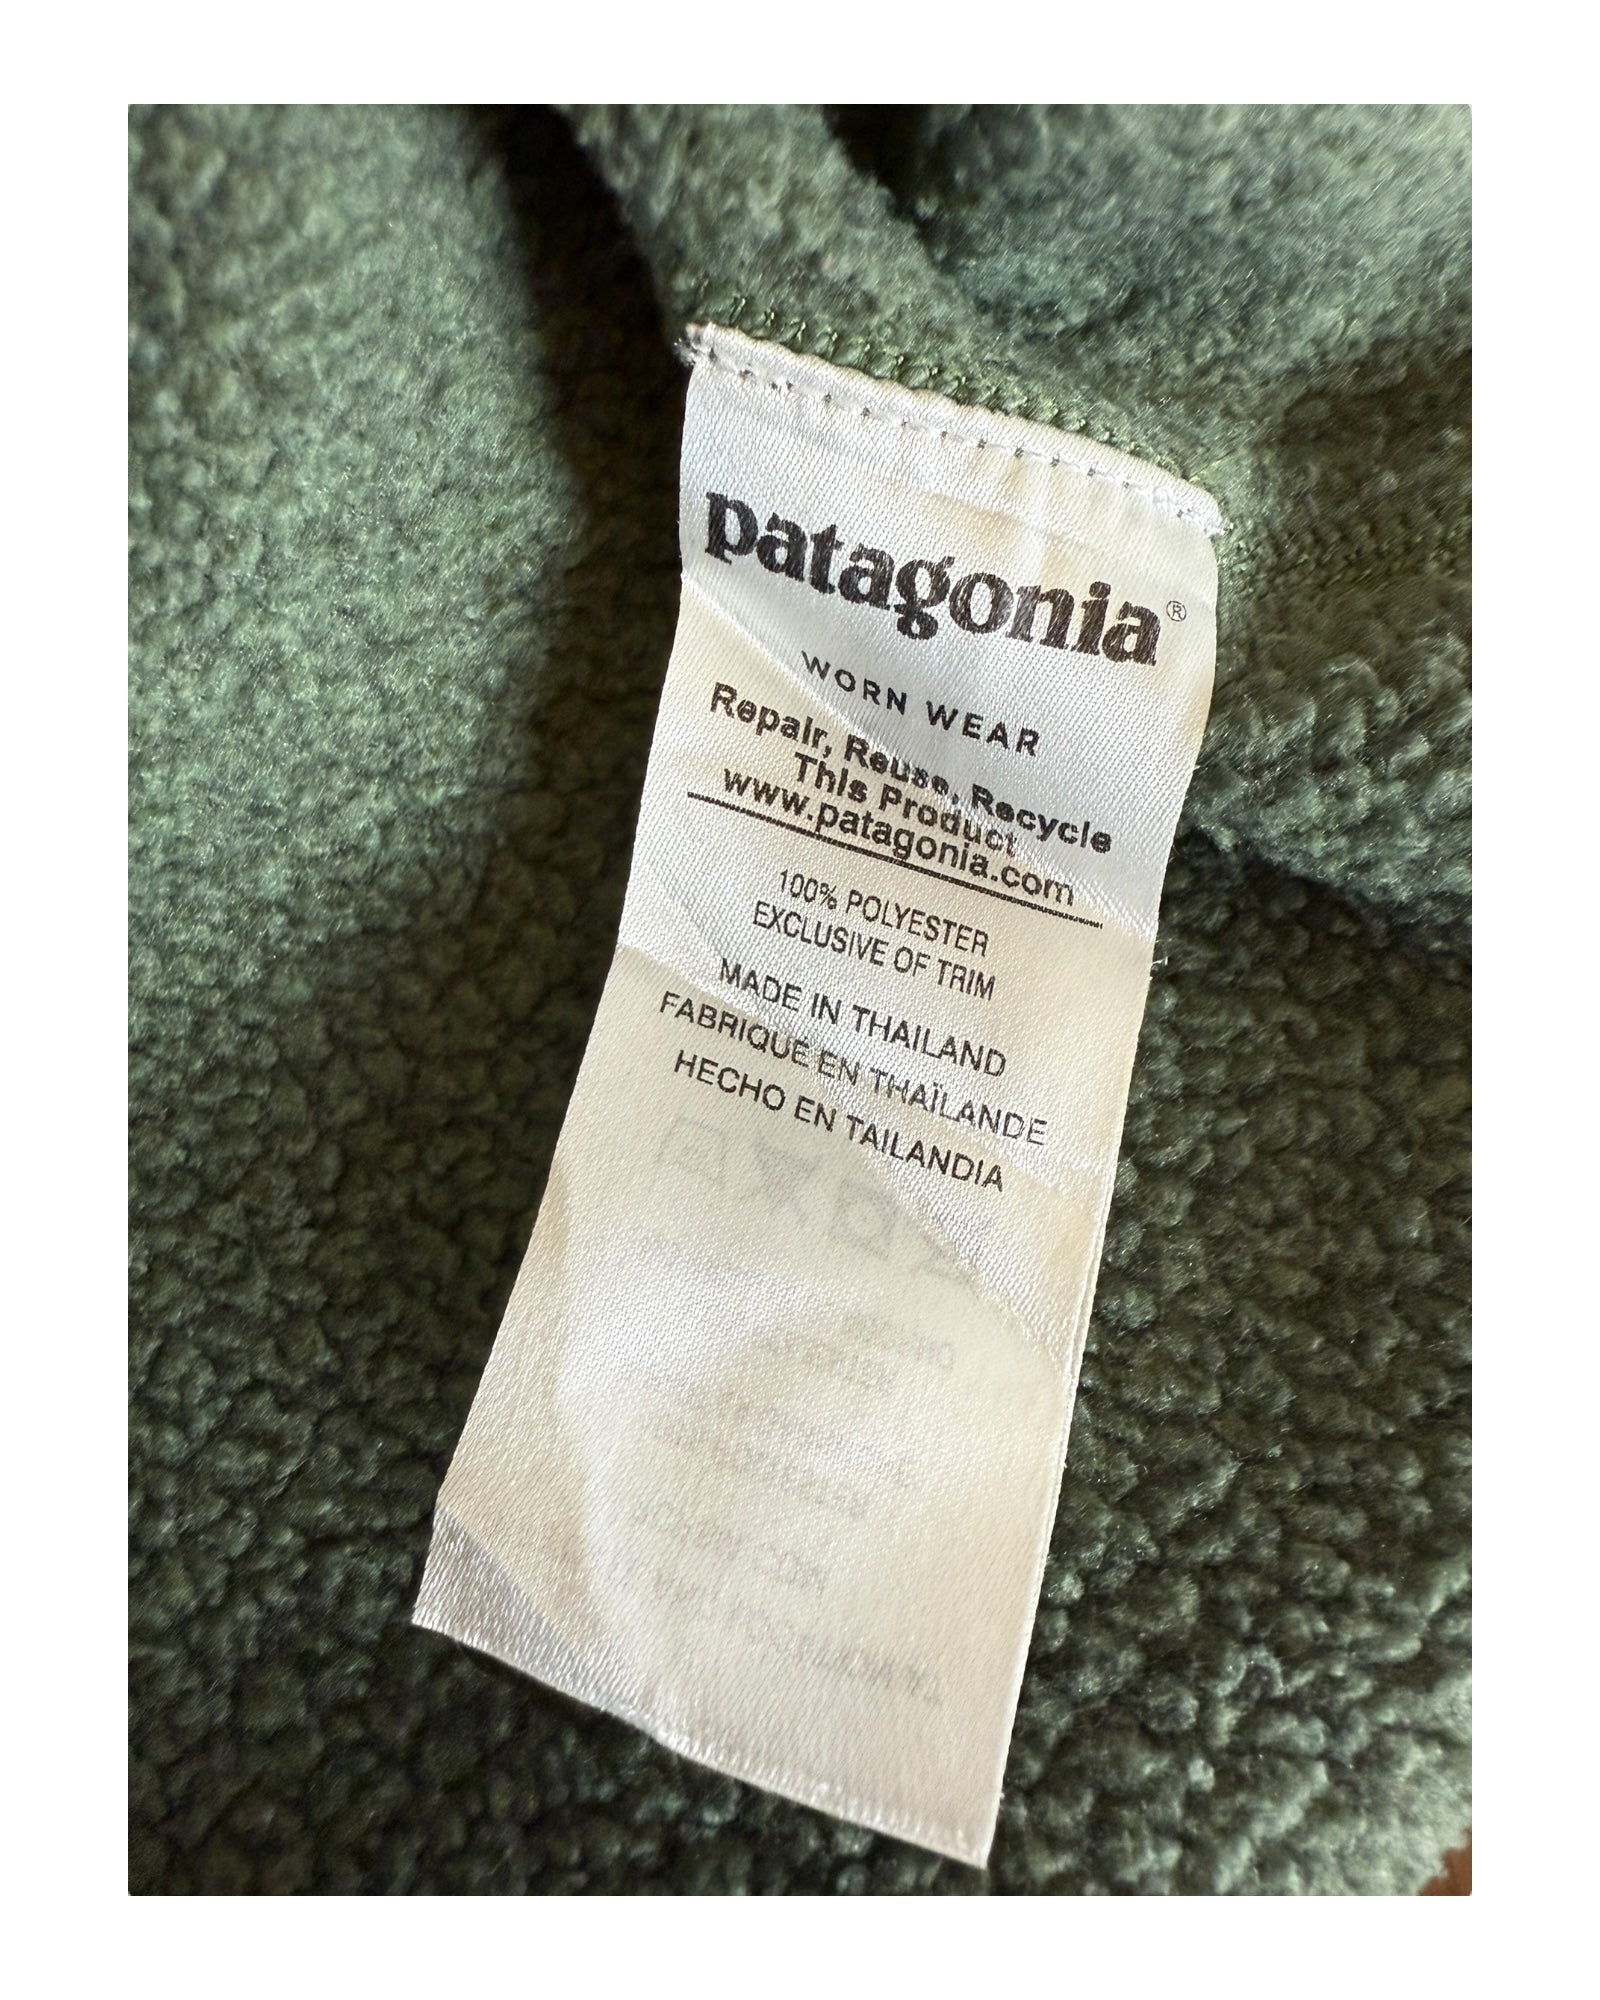 patagonia®
WORN WEAR
Repair, Reuse, Recycle
This Product
www.patagonia.com
100% POLYESTER
EXCLUSIVE OF TRIM
MADE IN THAILAND
FABRIQUE EN THAÏLANDE
HECHO EN TAILANDIA